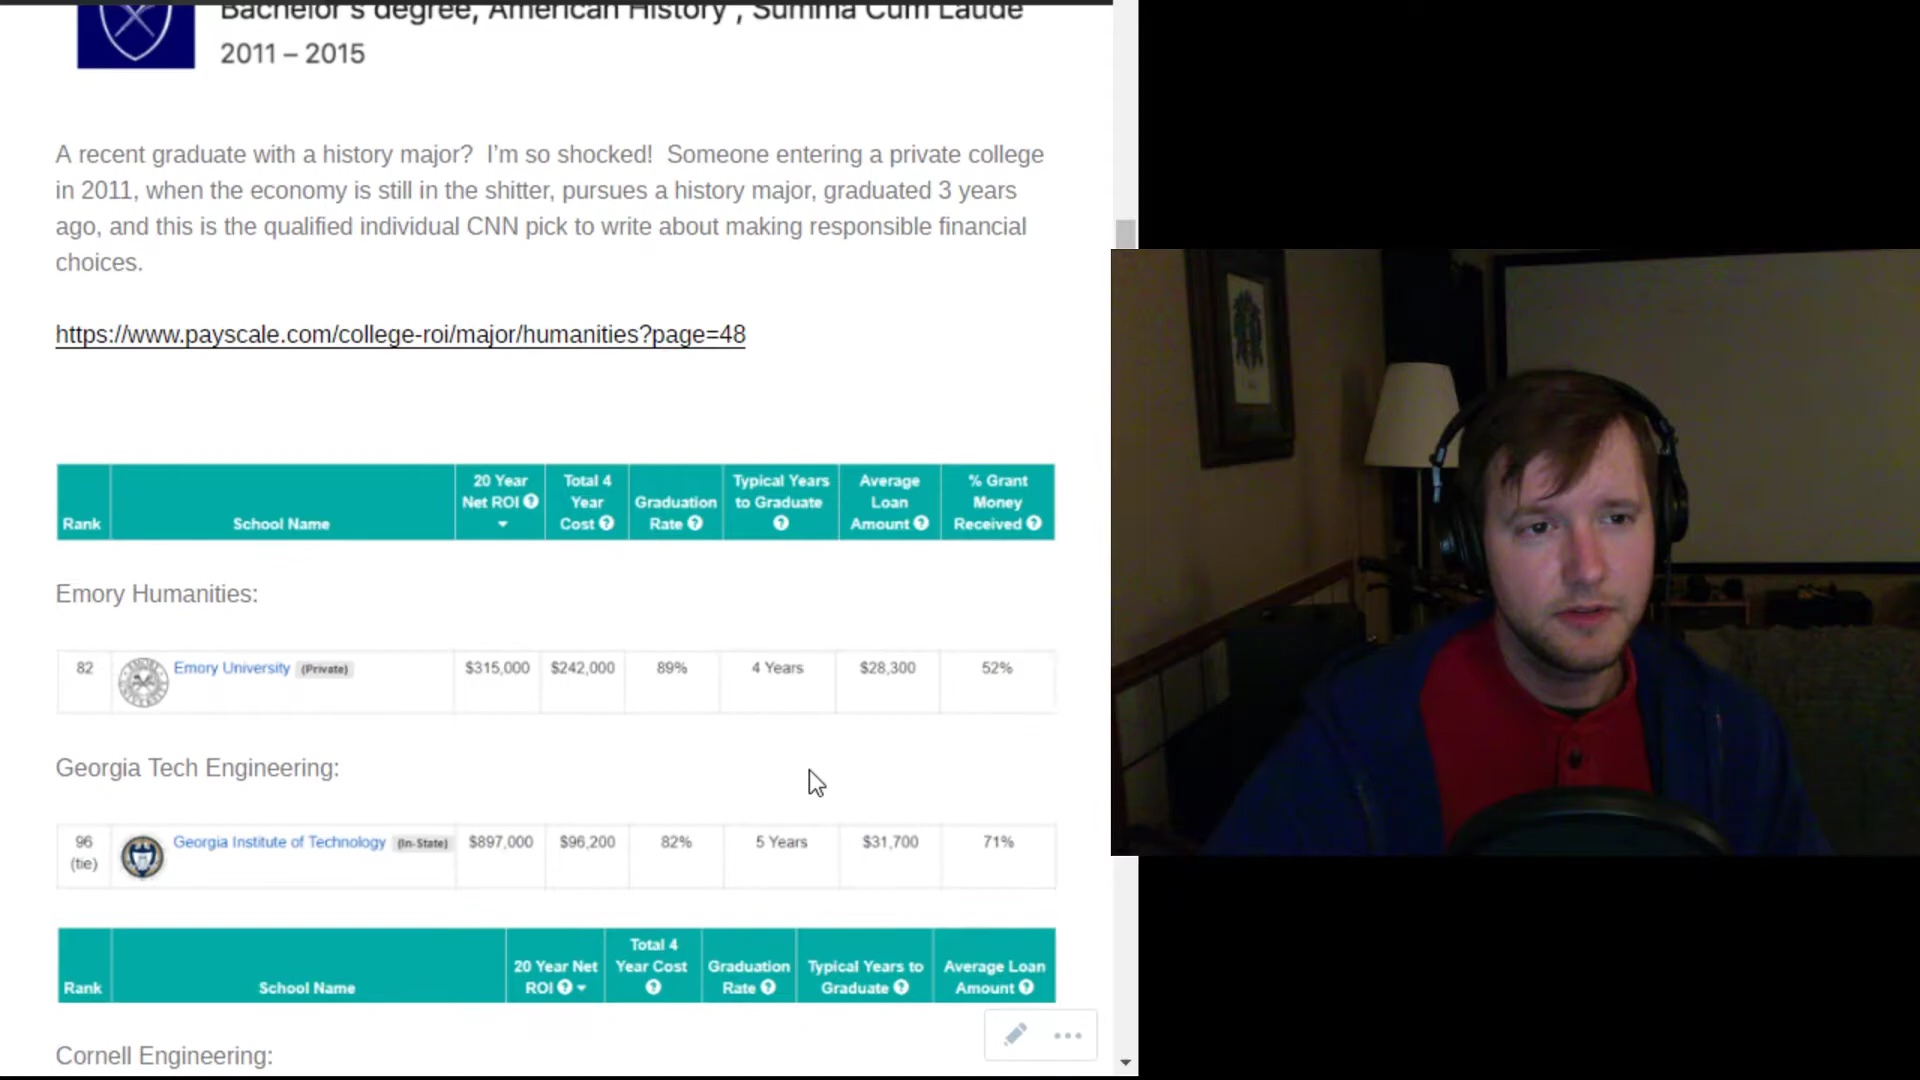 Bachelor's degree, American History , Summa Cum Laude
2011 – 2015
A recent graduate with a history major?  I'm so shocked!  Someone entering a private college
in 2011, when the economy is still in the shitter, pursues a history major, graduated 3 years
ago, and this is the qualified individual CNN pick to write about making responsible financial
choices.
https://www.payscale.com/college-roi/major/humanities?page=48
Rank School Name 20 Year Net ROI Total 4 Year Cost Graduation Rate Typical Years to Graduate Average Loan Amount % Grant Money Received
Emory Humanities:
82 Emory University (Private) $315,000 $242,000 89% 4 Years $28,300 52%
Georgia Tech Engineering:
96 (tie) Georgia Institute of Technology (In-State) $897,000 $96,200 82% 5 Years $31,700 71%
Rank School Name 20 Year Net ROI Total 4 Year Cost Graduation Rate Typical Years to Graduate Average Loan Amount
Cornell Engineering: